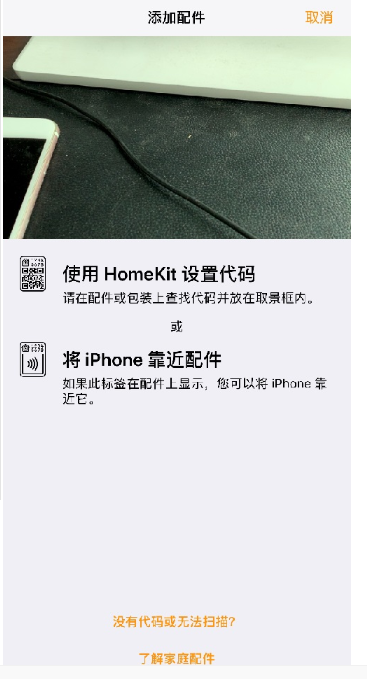 添加配件 取消
使用 HomeKit 设置代码
请在配件或包装上查找代码并放在取景框内。
或
将 iPhone 靠近配件
如果此标签在配件上显示，您可以将 iPhone 靠
近它。
没有代码或无法扫描?
了解家庭配件